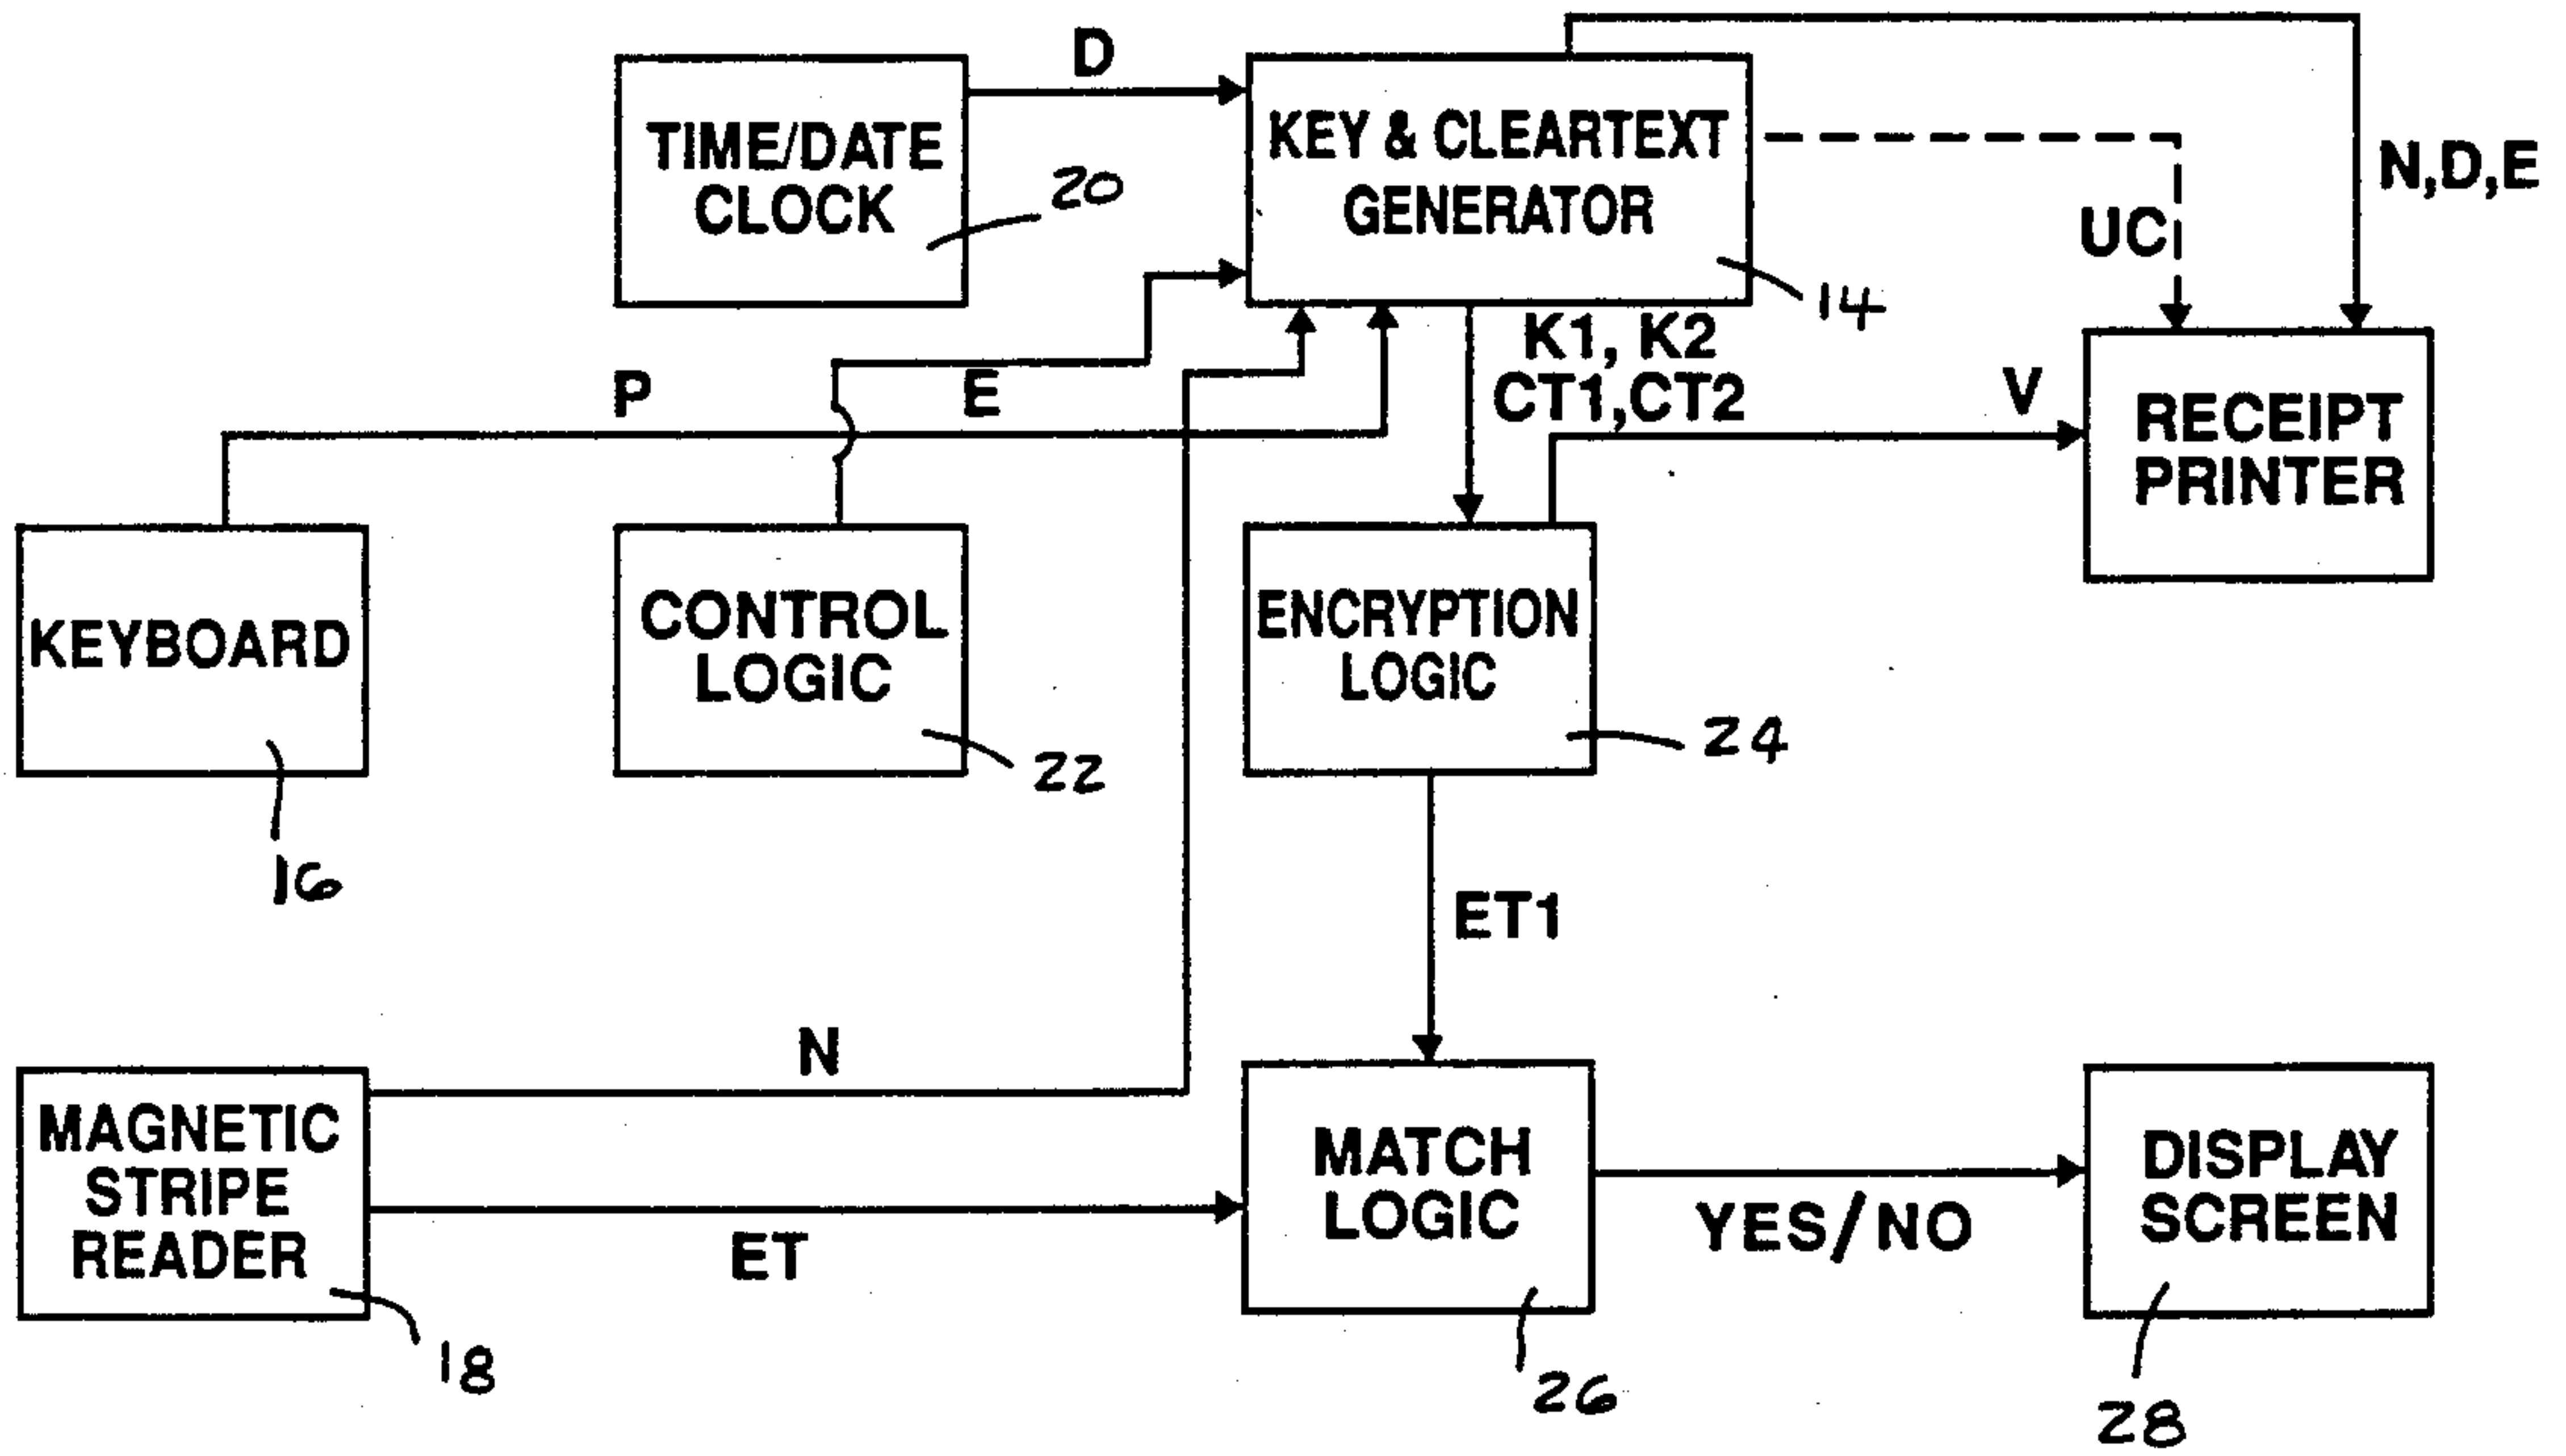 D
TIME/DATE
CLOCK
20
KEY & CLEARTEXT
GENERATOR
14
N,D,E
UC
K1, K2
CT1,CT2
P
E
V
RECEIPT
PRINTER
KEYBOARD
16
CONTROL
LOGIC
22
ENCRYPTION
LOGIC
24
ET1
N
MAGNETIC
STRIPE
READER
18
ET
MATCH
LOGIC
26
YES/NO
DISPLAY
SCREEN
28